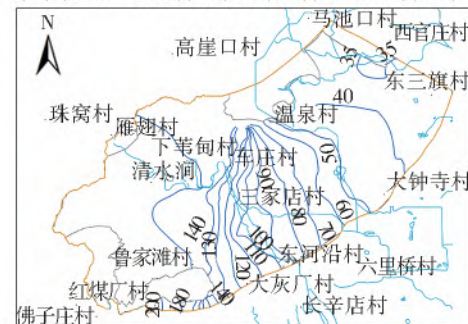 N
马池口村
西官庄村
高崖口村
35
35
东三旗村
40
珠窝村
雁翅村
温泉村
下苇甸村
车庄村
50
清水涧
90
三家店村
大钟寺村
140
130
80
60
70
100
110
鲁家滩村
120
东河沿村
六里桥村
红煤厂村
200
180
140
大灰厂村
长辛店村
佛子庄村